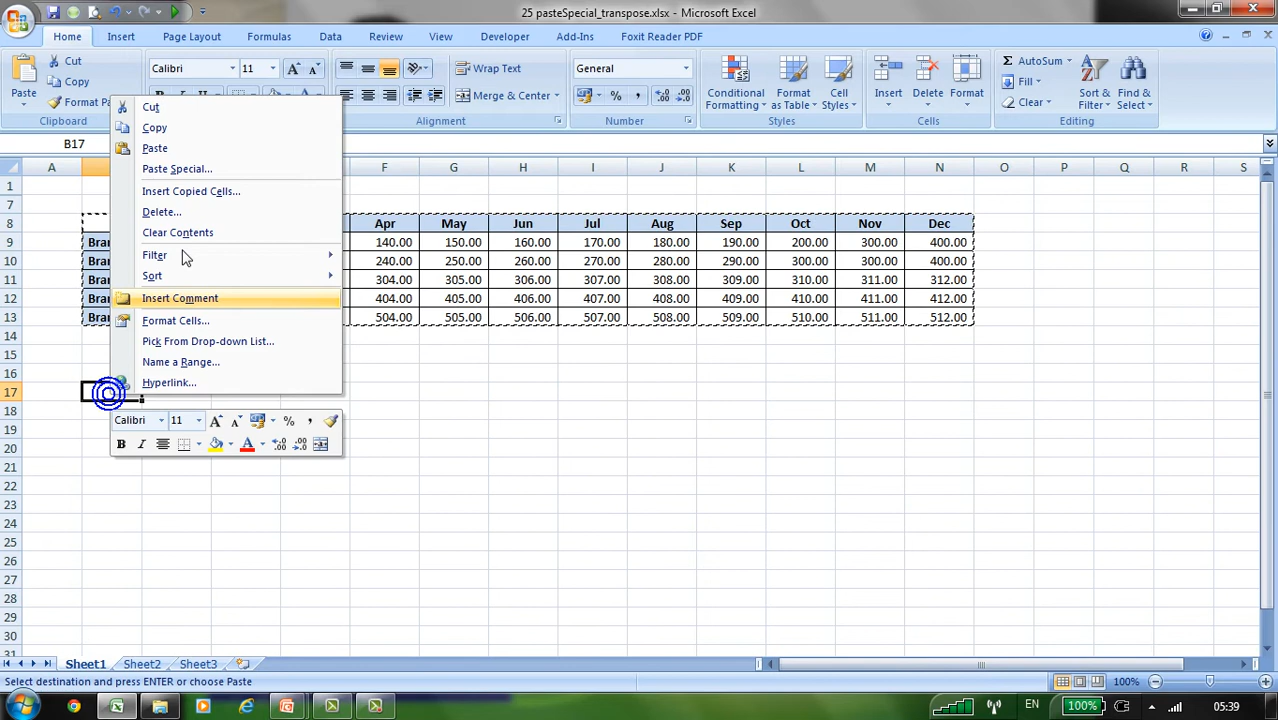 25 pasteSpecial_transpose.xlsx - Microsoft Excel
Home Insert Page Layout Formulas Data Review View Developer Add-Ins Foxit Reader PDF
Cut
Copy
Paste
Clipboard
Calibri 11
Wrap Text
Merge & Center
Alignment
General
Number
Conditional Formatting
Format as Table
Cell Styles
Styles
Insert Delete Format
Cells
AutoSum
Fill
Clear
Sort & Filter
Find & Select
Editing
B17
A F G H I J K L M N O P Q R S
1
7
8 Apr May Jun Jul Aug Sep Oct Nov Dec
9 140.00 150.00 160.00 170.00 180.00 190.00 200.00 300.00 400.00
10 240.00 250.00 260.00 270.00 280.00 290.00 300.00 300.00 400.00
11 304.00 305.00 306.00 307.00 308.00 309.00 310.00 311.00 312.00
12 404.00 405.00 406.00 407.00 408.00 409.00 410.00 411.00 412.00
13 504.00 505.00 506.00 507.00 508.00 509.00 510.00 511.00 512.00
14
15
16
17
18
19
20
21
22
23
24
25
26
27
28
29
30
31
Cut
Copy
Paste
Paste Special...
Insert Copied Cells...
Delete...
Clear Contents
Filter
Sort
Insert Comment
Format Cells...
Pick From Drop-down List...
Name a Range...
Hyperlink...
Calibri 11 A A % ,
B I A
Sheet1 Sheet2 Sheet3
Select destination and press ENTER or choose Paste
100%
EN
100%
05:39